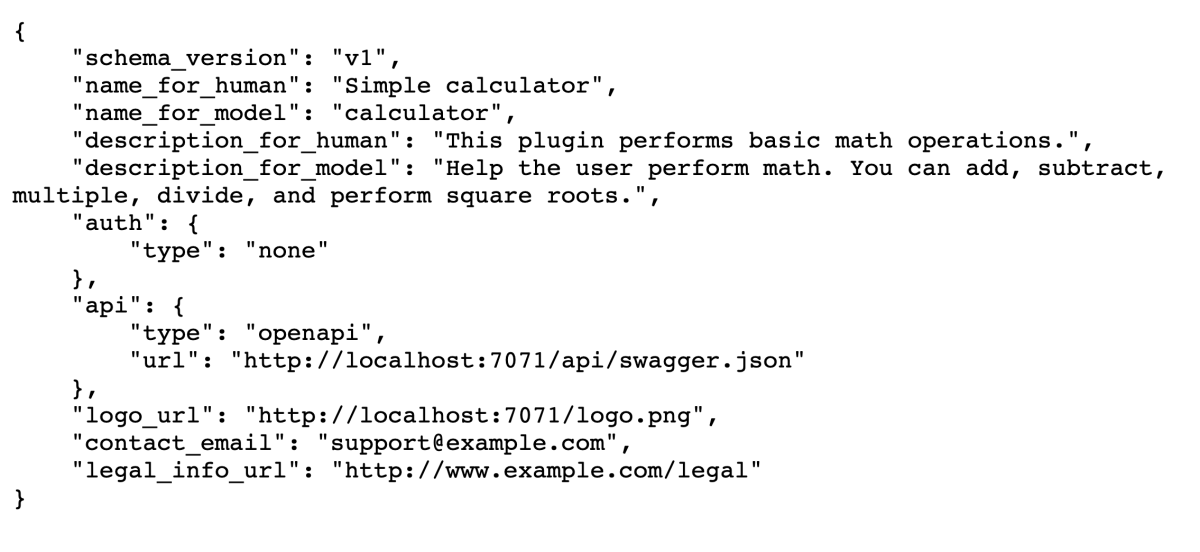 {
    "schema_version": "v1",
    "name_for_human": "Simple calculator",
    "name_for_model": "calculator",
    "description_for_human": "This plugin performs basic math operations.",
    "description_for_model": "Help the user perform math. You can add, subtract,
multiple, divide, and perform square roots.",
    "auth": {
        "type": "none"
    },
    "api": {
        "type": "openapi",
        "url": "http://localhost:7071/api/swagger.json"
    },
    "logo_url": "http://localhost:7071/logo.png",
    "contact_email": "support@example.com",
    "legal_info_url": "http://www.example.com/legal"
}